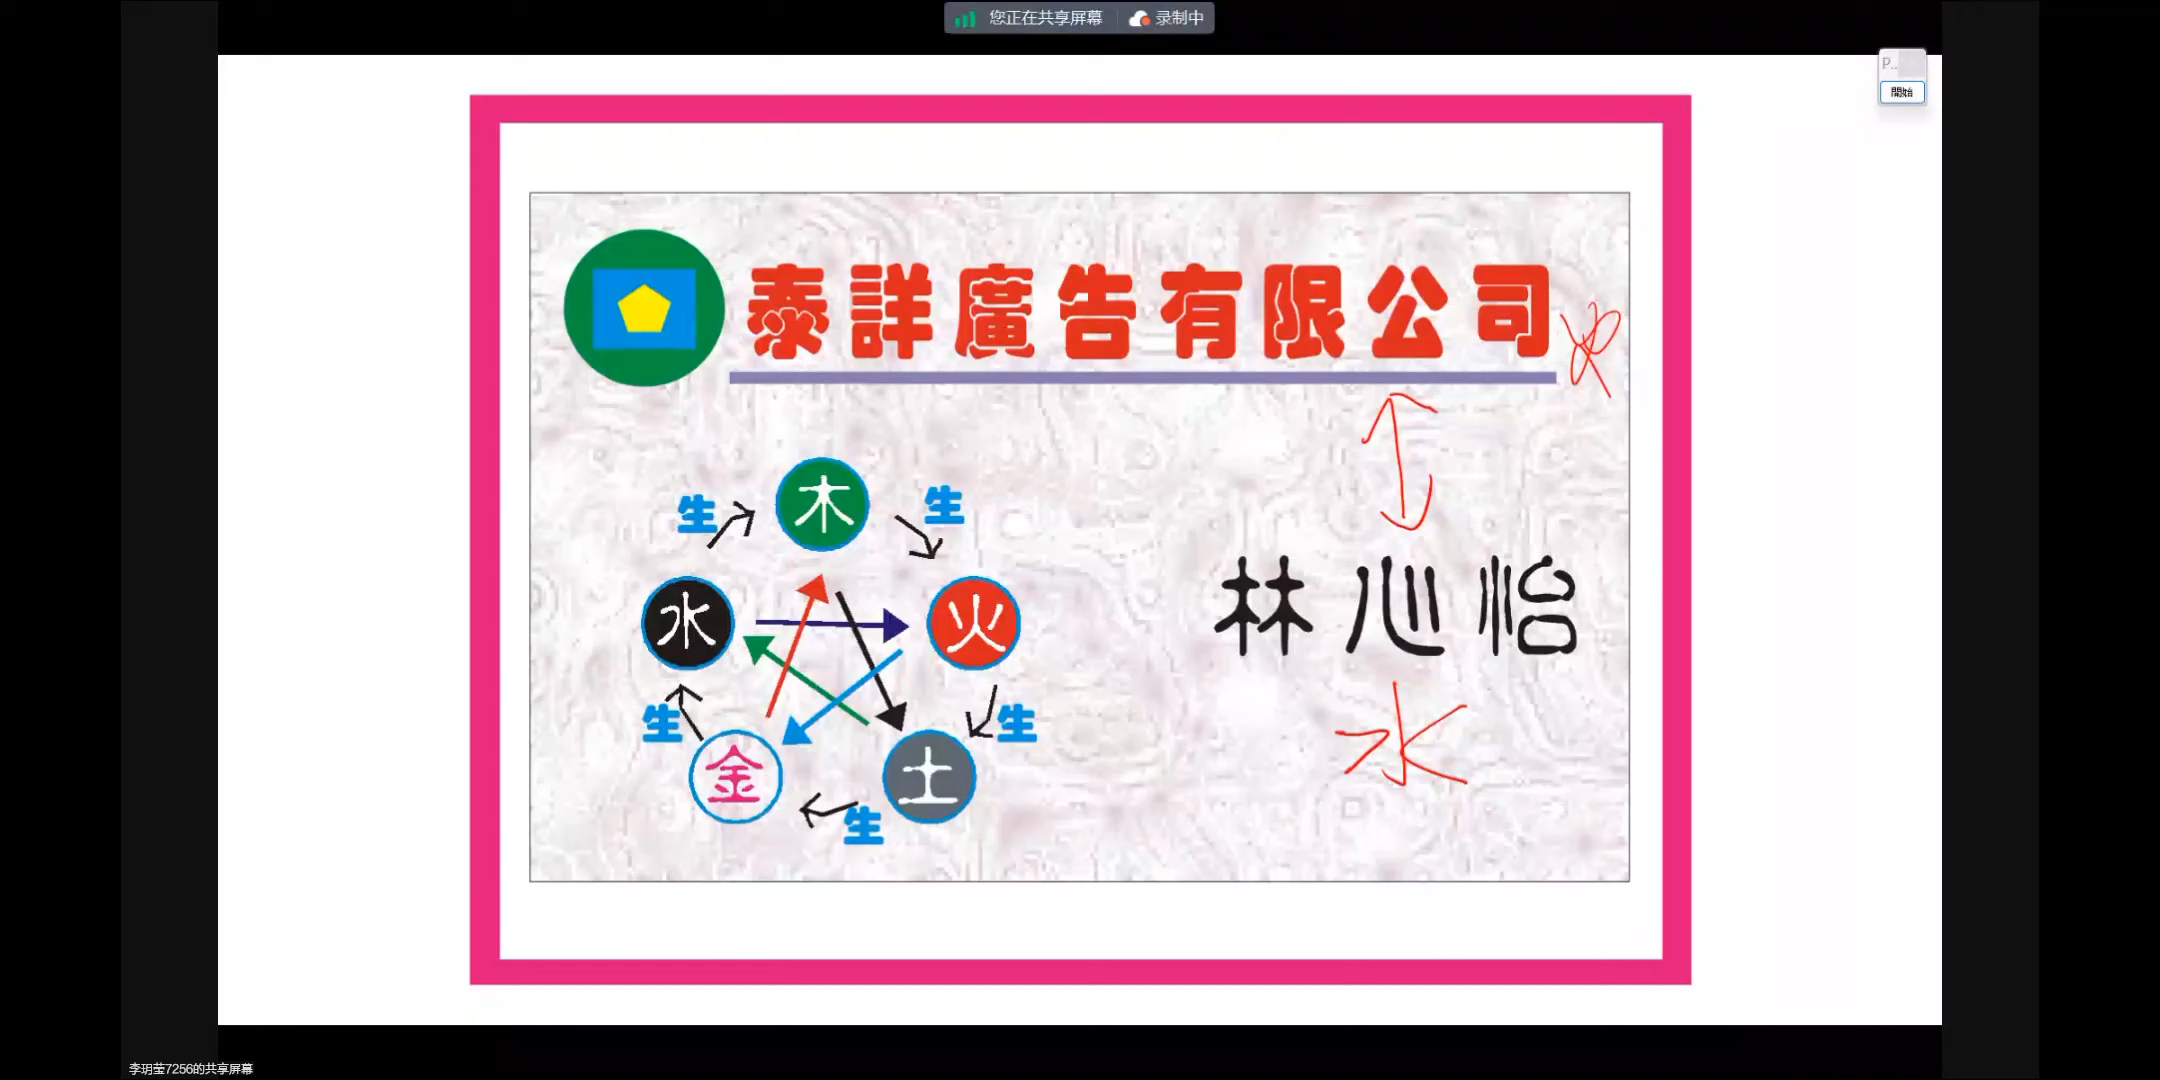 您正在共享屏幕 录制中
P..
開始
泰詳廣告有限公司
火
木
生 生
水 火
林心怡
生 生
金 土
水
生
李玥莹7256的共享屏幕